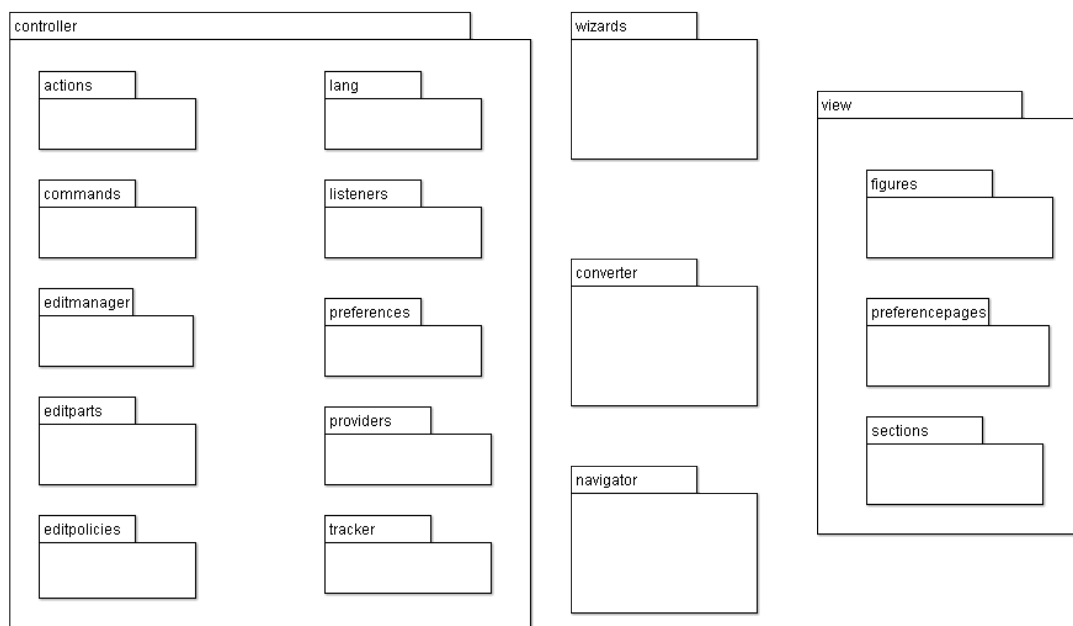 controller
actions
lang
commands
listeners
editmanager
preferences
editparts
providers
editpolicies
tracker
wizards
converter
navigator
view
figures
preferencepages
sections